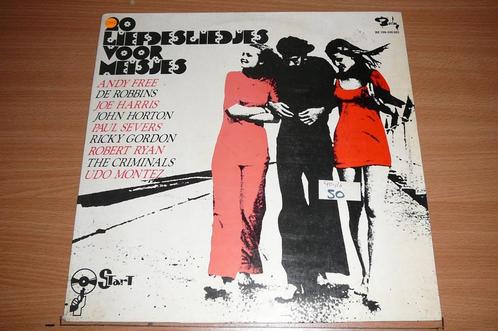 20
LIEFDESLIEDJES
VOOR
MEISJES
ANDY FREE
DE ROBBINS
JOE HARRIS
JOHN HORTON
PAUL SEVERS
RICKY GORDON
ROBERT RYAN
THE CRIMINALS
UDO MONTEZ
50
Start